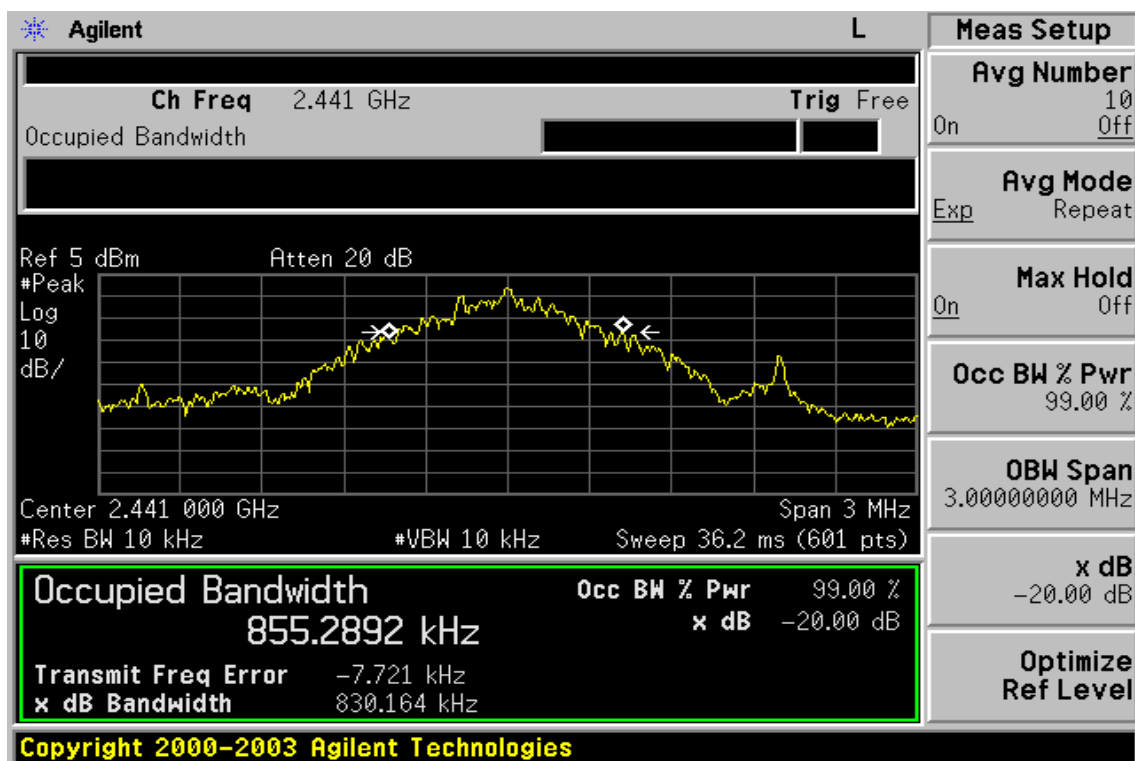 Agilent L
Ch Freq 2.441 GHz Trig Free
Occupied Bandwidth
Ref 5 dBm Atten 20 dB
#Peak
Log
10
dB/
Center 2.441 000 GHz Span 3 MHz
#Res BW 10 kHz #VBW 10 kHz Sweep 36.2 ms (601 pts)
Occupied Bandwidth Occ BW % Pwr 99.00 %
855.2892 kHz x dB -20.00 dB
Transmit Freq Error -7.721 kHz
x dB Bandwidth 830.164 kHz
Copyright 2000-2003 Agilent Technologies
Meas Setup
Avg Number
10
On Off
Avg Mode
Exp Repeat
Max Hold
On Off
Occ BW % Pwr
99.00 %
OBW Span
3.00000000 MHz
x dB
-20.00 dB
Optimize
Ref Level